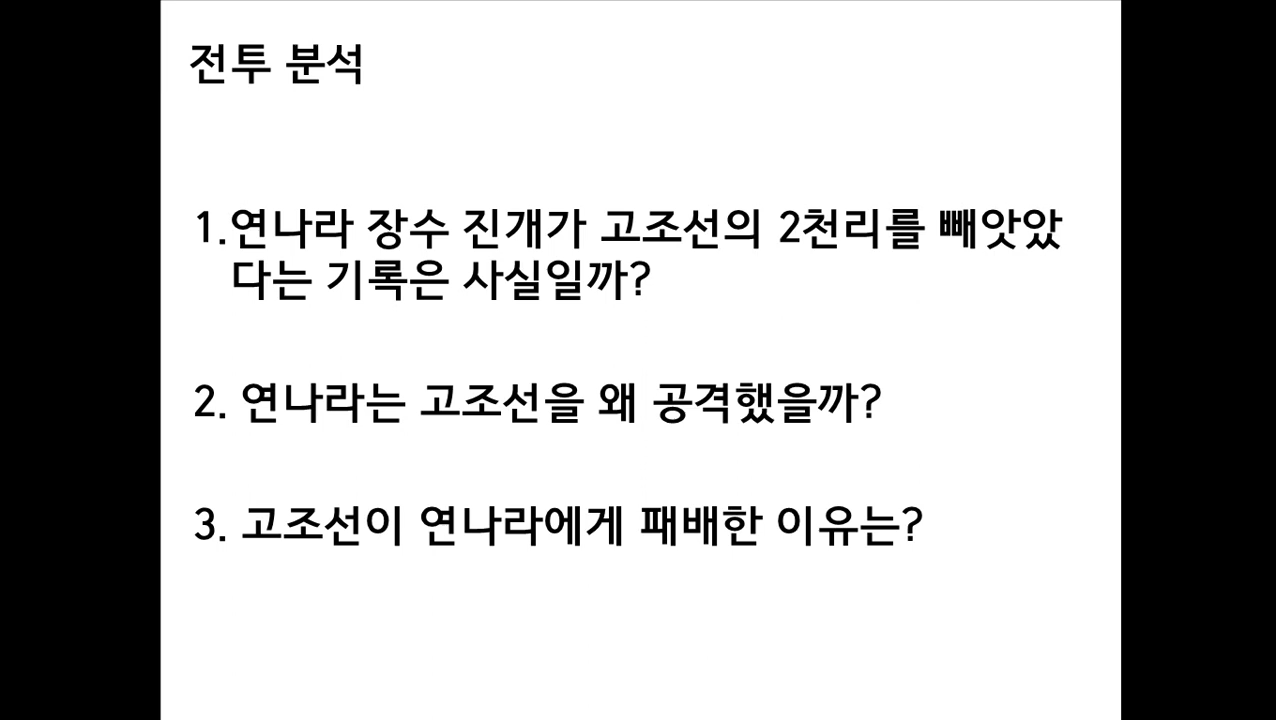 전투 분석
1.연나라 장수 진개가 고조선의 2천리를 빼앗았
다는 기록은 사실일까?
2. 연나라는 고조선을 왜 공격했을까?
3. 고조선이 연나라에게 패배한 이유는?